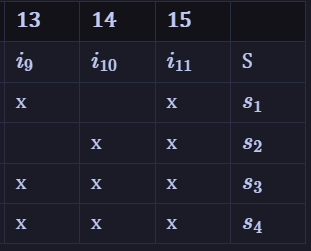 13 14 15
i₉ i₁₀ i₁₁ S
x x s₁
x x s₂
x x x s₃
x x x s₄